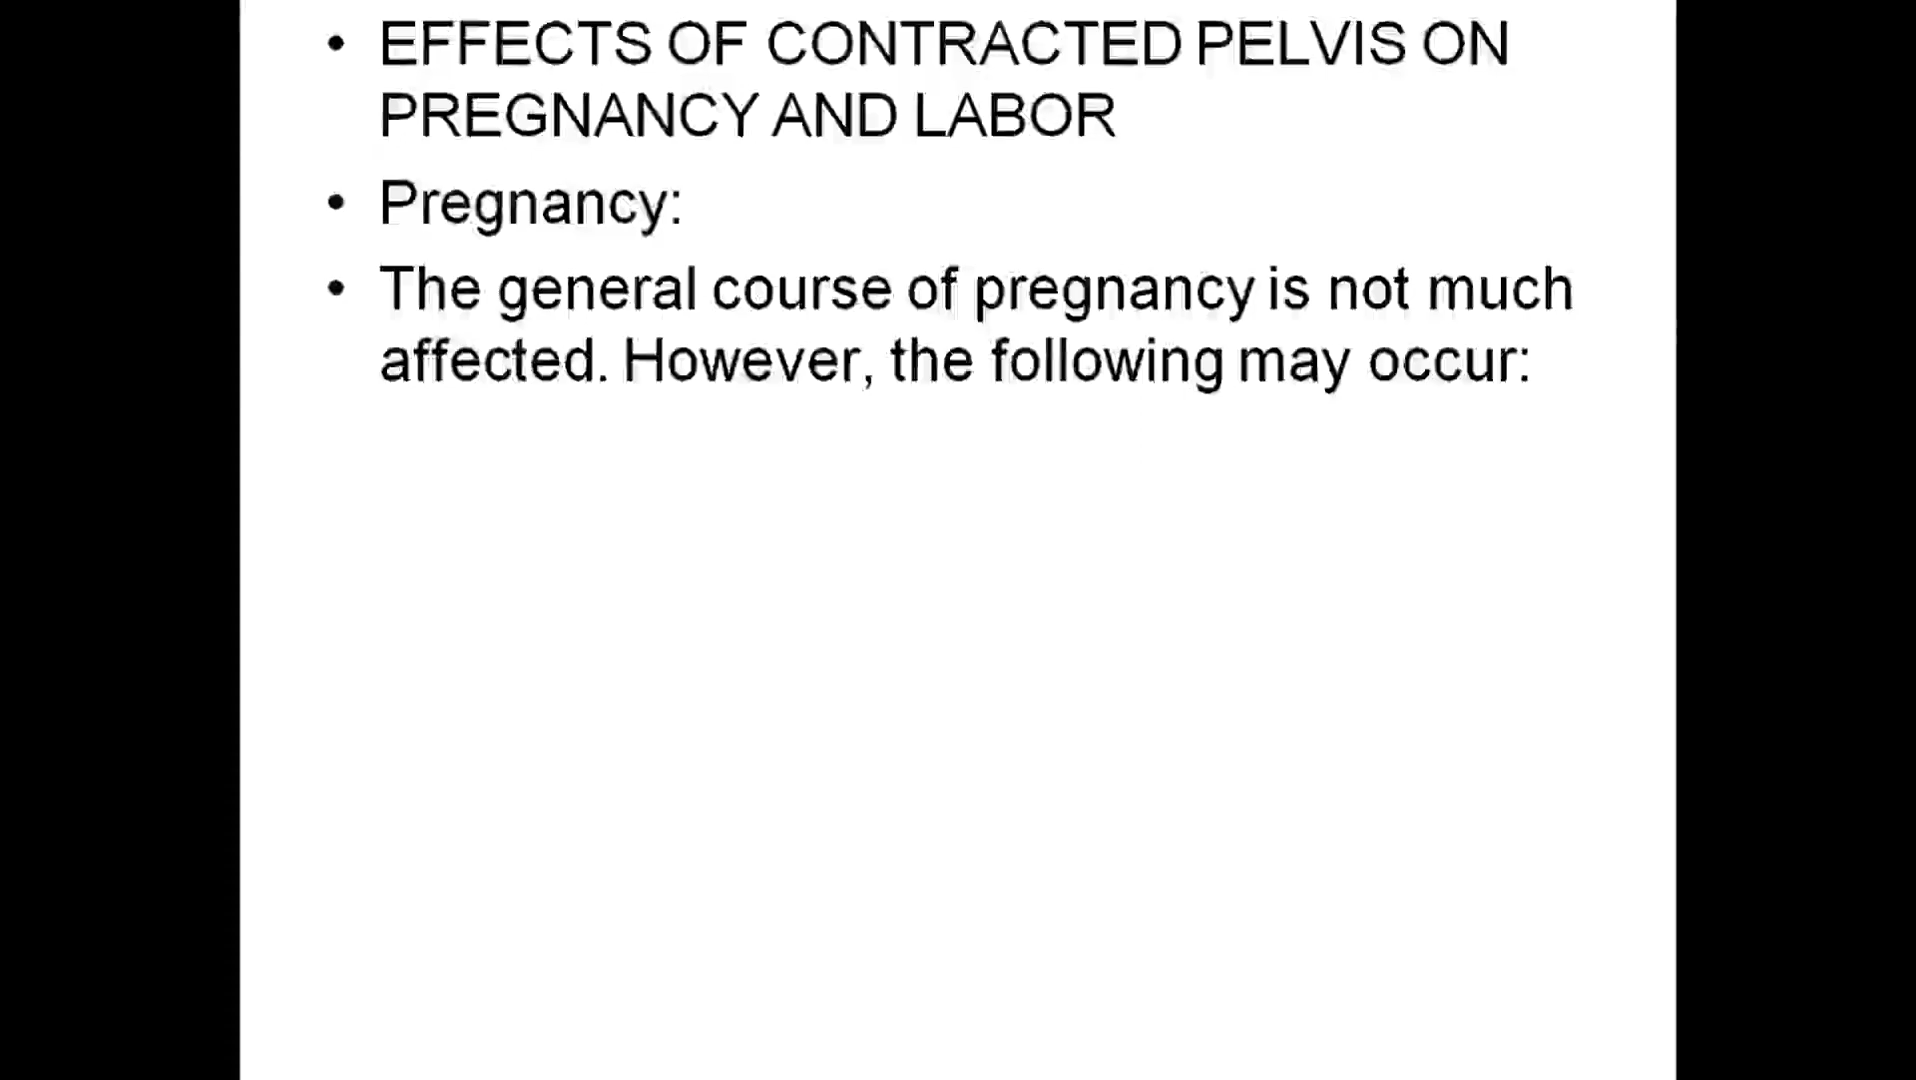 • EFFECTS OF CONTRACTED PELVIS ON
PREGNANCY AND LABOR
• Pregnancy:
• The general course of pregnancy is not much
affected. However, the following may occur: